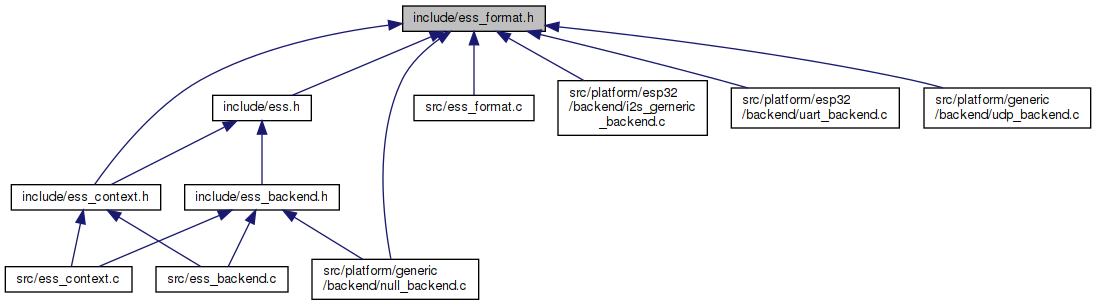 include/ess_format.h
include/ess.h
src/ess_format.c
src/platform/esp32
/backend/i2s_gerneric
_backend.c
src/platform/esp32
/backend/uart_backend.c
src/platform/generic
/backend/udp_backend.c
include/ess_context.h
include/ess_backend.h
src/ess_context.c
src/ess_backend.c
src/platform/generic
/backend/null_backend.c